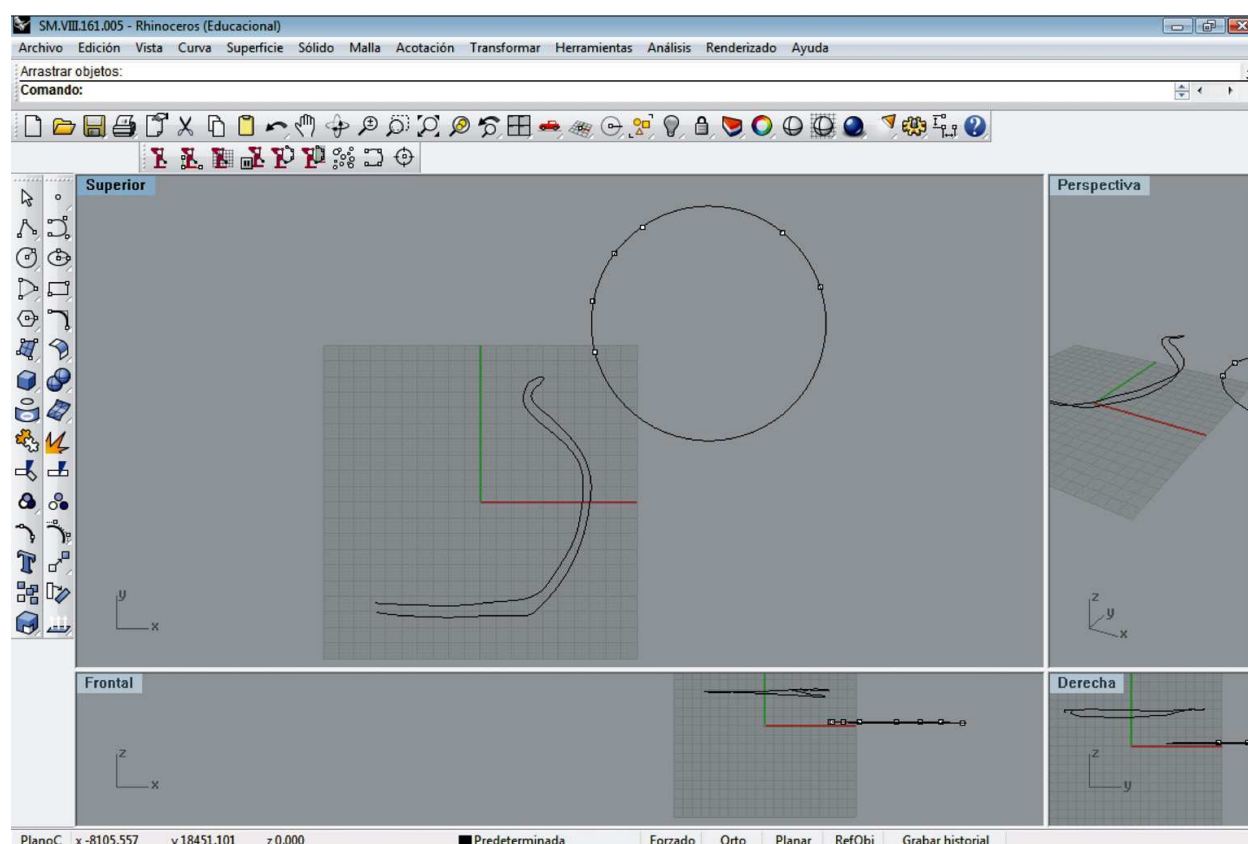 SM.VIII.161.005 - Rhinoceros (Educacional)
Archivo Edición Vista Curva Superficie Sólido Malla Acotación Transformar Herramientas Análisis Renderizado Ayuda
Arrastrar objetos:
Comando:
Superior
Perspectiva
y
x
z
y
x
Frontal
Derecha
z
x
z
y
PlanoC x -8105.557 y 18451.101 z 0.000 Predeterminada Forzado Orto Planar RefObj Grabar historial